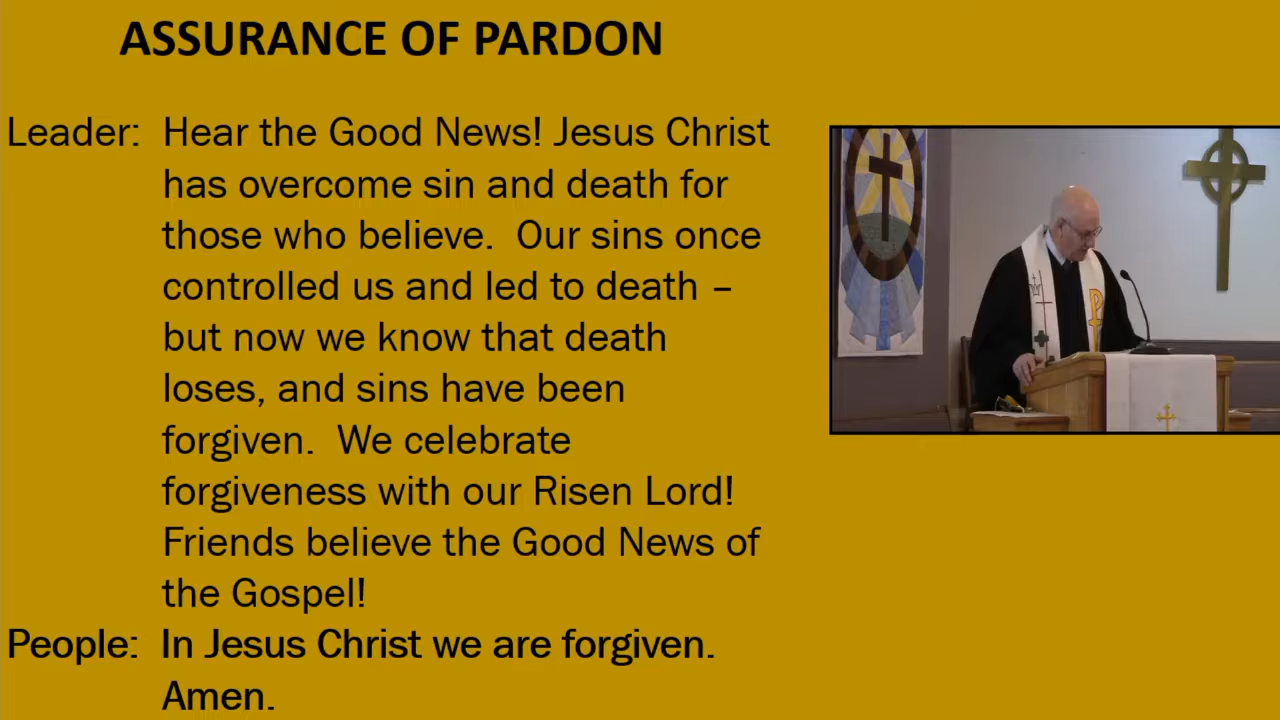 ASSURANCE OF PARDON
Leader: Hear the Good News! Jesus Christ
has overcome sin and death for
those who believe.  Our sins once
controlled us and led to death –
but now we know that death
loses, and sins have been
forgiven.  We celebrate
forgiveness with our Risen Lord!
Friends believe the Good News of
the Gospel!
People: In Jesus Christ we are forgiven.
Amen.